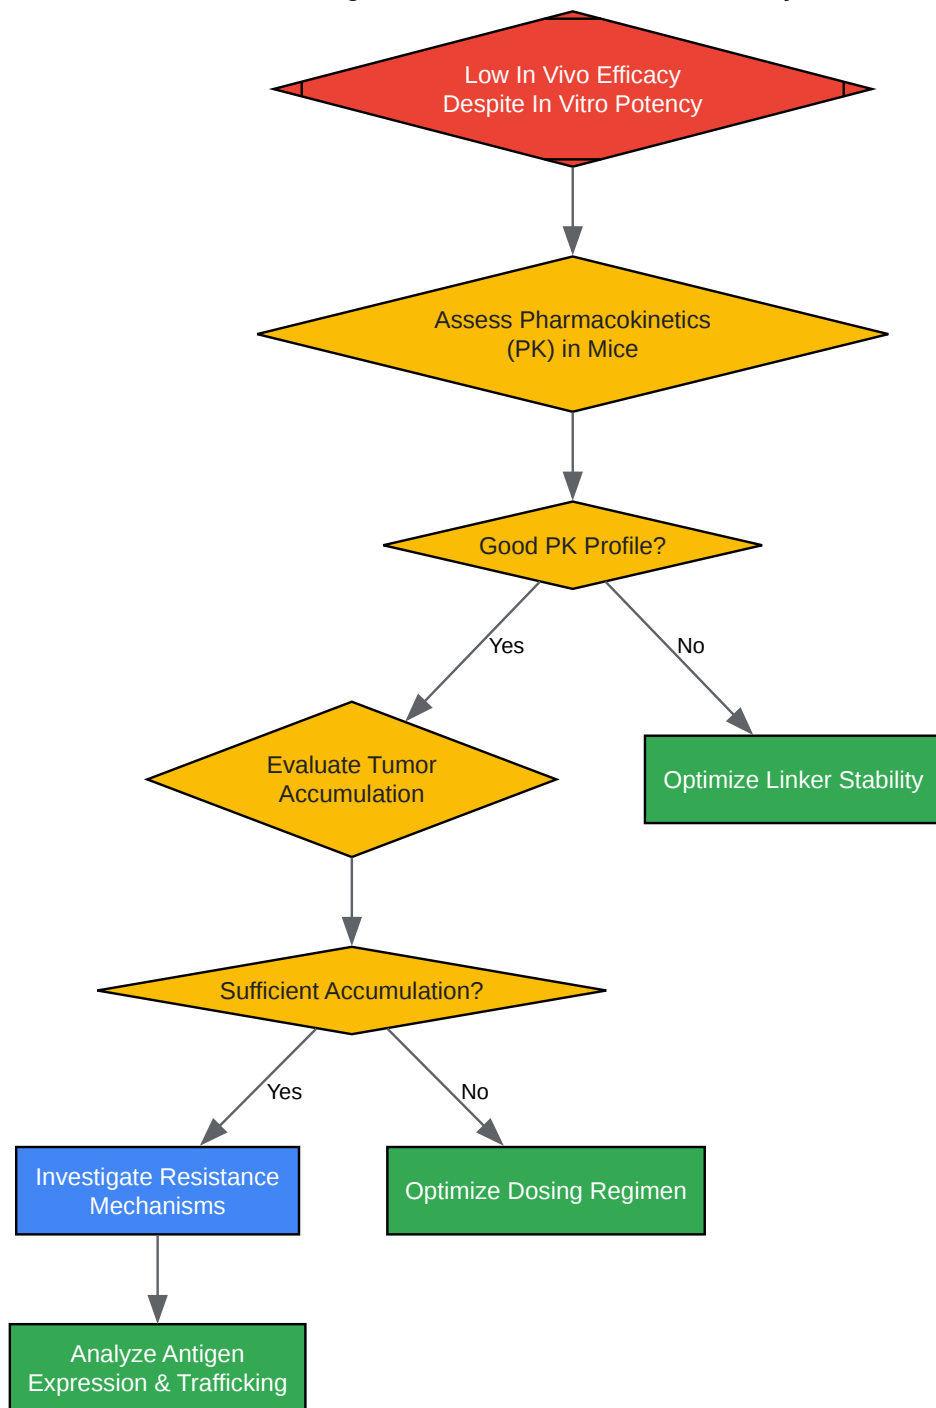 Low In Vivo Efficacy
Despite In Vitro Potency
Assess Pharmacokinetics
(PK) in Mice
Good PK Profile?
Yes
No
Evaluate Tumor
Accumulation
Optimize Linker Stability
Sufficient Accumulation?
Yes
No
Investigate Resistance
Mechanisms
Optimize Dosing Regimen
Analyze Antigen
Expression & Trafficking